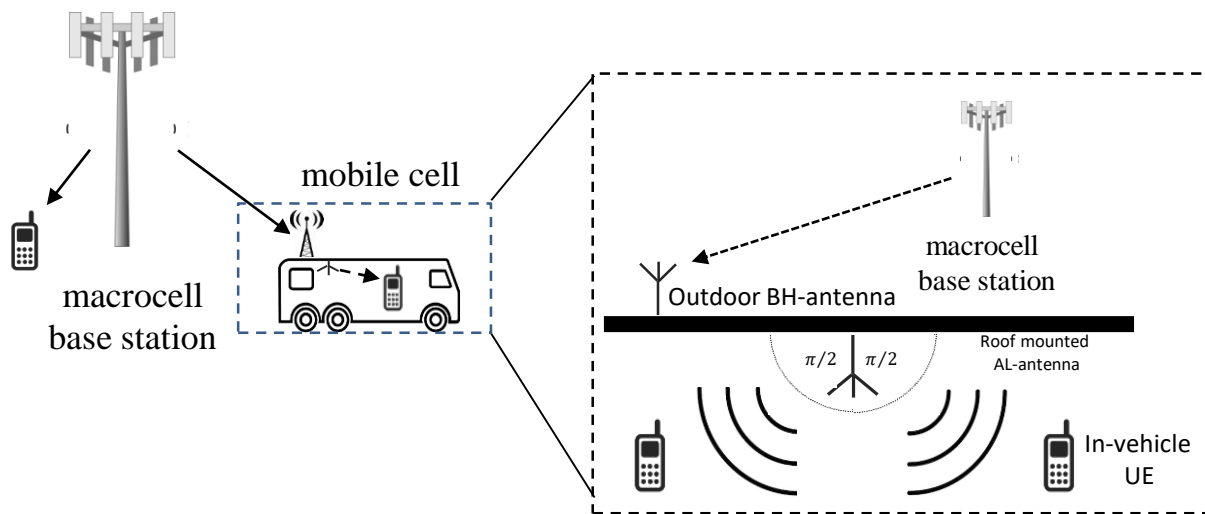 mobile cell
macrocell
base station
macrocell
base station
Outdoor BH-antenna
Roof mounted
AL-antenna
π/2 π/2
In-vehicle
UE